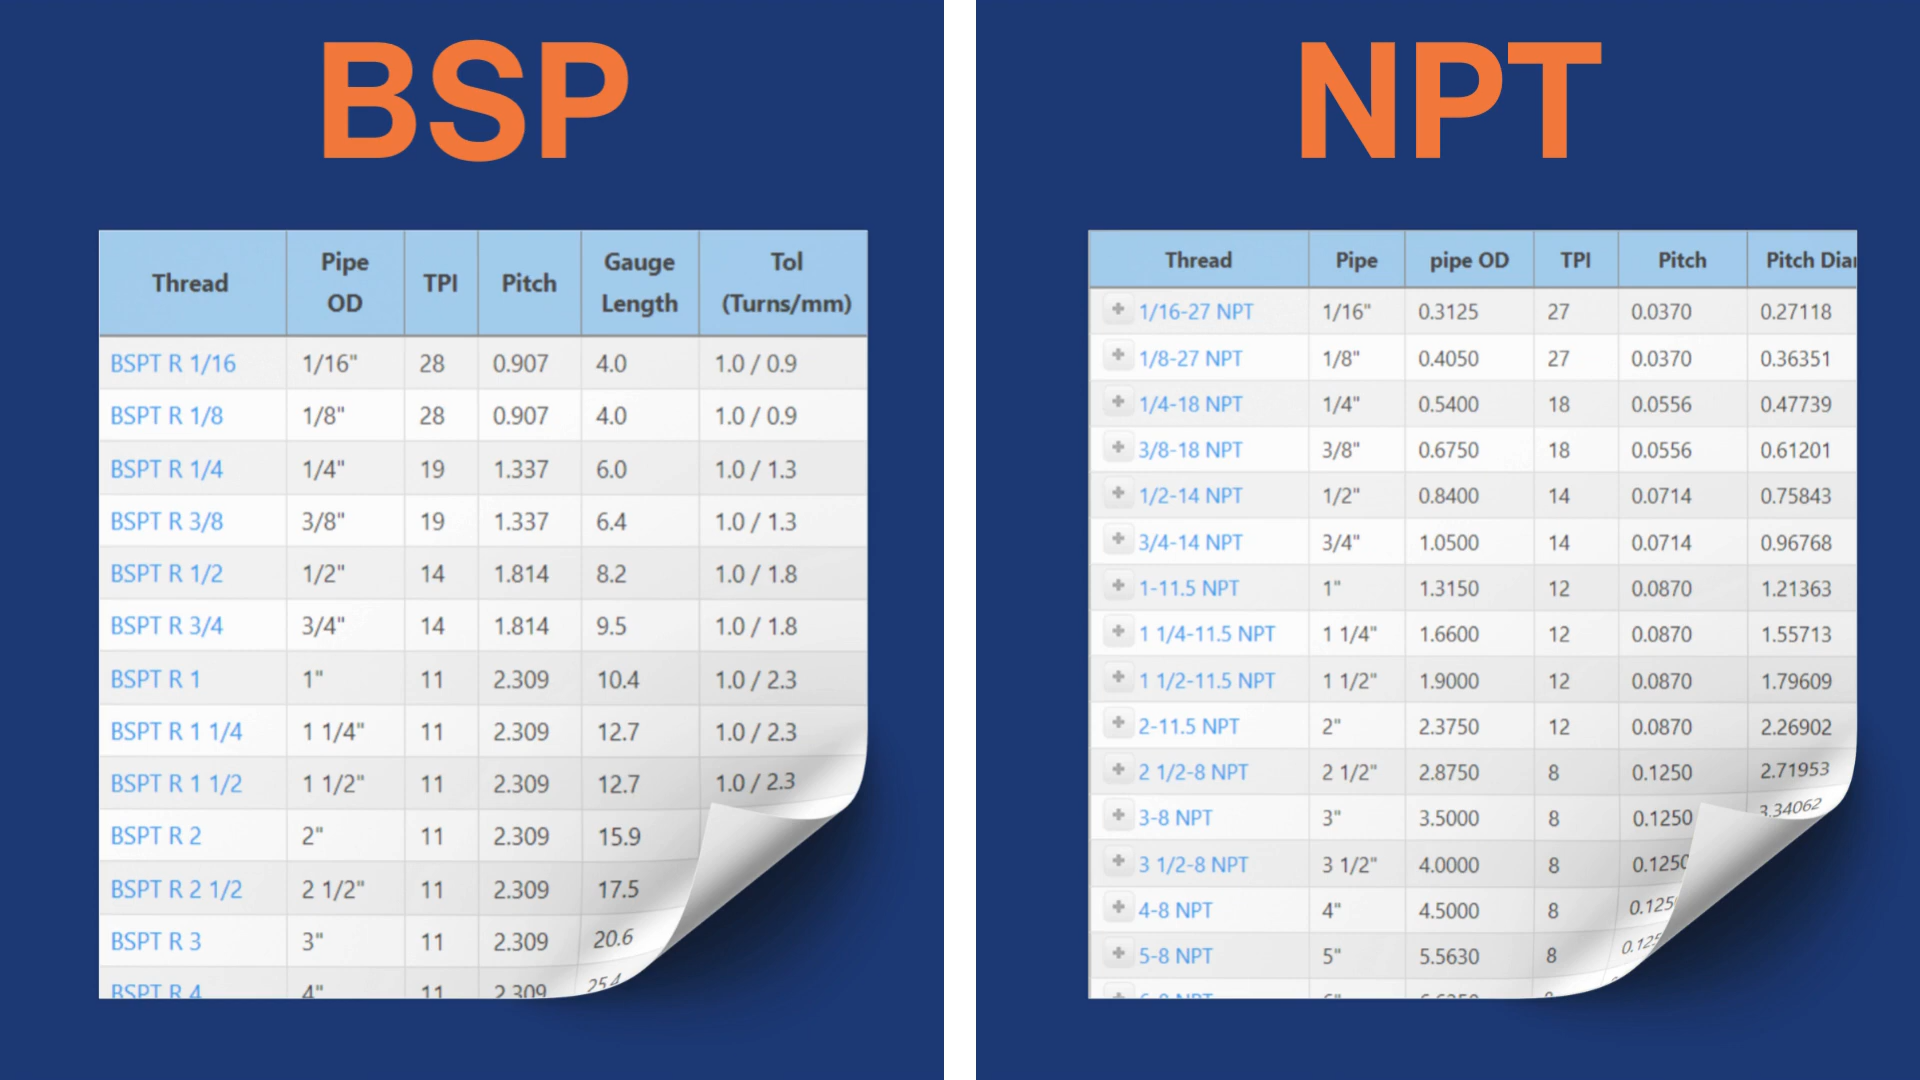 BSP
Thread Pipe OD TPI Pitch Gauge Length Tol (Turns/mm)
BSPT R 1/16 1/16" 28 0.907 4.0 1.0 / 0.9
BSPT R 1/8 1/8" 28 0.907 4.0 1.0 / 0.9
BSPT R 1/4 1/4" 19 1.337 6.0 1.0 / 1.3
BSPT R 3/8 3/8" 19 1.337 6.4 1.0 / 1.3
BSPT R 1/2 1/2" 14 1.814 8.2 1.0 / 1.8
BSPT R 3/4 3/4" 14 1.814 9.5 1.0 / 1.8
BSPT R 1 1" 11 2.309 10.4 1.0 / 2.3
BSPT R 1 1/4 1 1/4" 11 2.309 12.7 1.0 / 2.3
BSPT R 1 1/2 1 1/2" 11 2.309 12.7 1.0 / 2.3
BSPT R 2 2" 11 2.309 15.9
BSPT R 2 1/2 2 1/2" 11 2.309 17.5
BSPT R 3 3" 11 2.309 20.6
BSPT R 4 4" 11 2.309 25.4
NPT
Thread Pipe pipe OD TPI Pitch Pitch Dia
1/16-27 NPT 1/16" 0.3125 27 0.0370 0.27118
1/8-27 NPT 1/8" 0.4050 27 0.0370 0.36351
1/4-18 NPT 1/4" 0.5400 18 0.0556 0.47739
3/8-18 NPT 3/8" 0.6750 18 0.0556 0.61201
1/2-14 NPT 1/2" 0.8400 14 0.0714 0.75843
3/4-14 NPT 3/4" 1.0500 14 0.0714 0.96768
1-11.5 NPT 1" 1.3150 12 0.0870 1.21363
1 1/4-11.5 NPT 1 1/4" 1.6600 12 0.0870 1.55713
1 1/2-11.5 NPT 1 1/2" 1.9000 12 0.0870 1.79609
2-11.5 NPT 2" 2.3750 12 0.0870 2.26902
2 1/2-8 NPT 2 1/2" 2.8750 8 0.1250 2.71953
3-8 NPT 3" 3.5000 8 0.1250 3.34062
3 1/2-8 NPT 3 1/2" 4.0000 8 0.1250
4-8 NPT 4" 4.5000 8 0.125
5-8 NPT 5" 5.5630 8 0.125